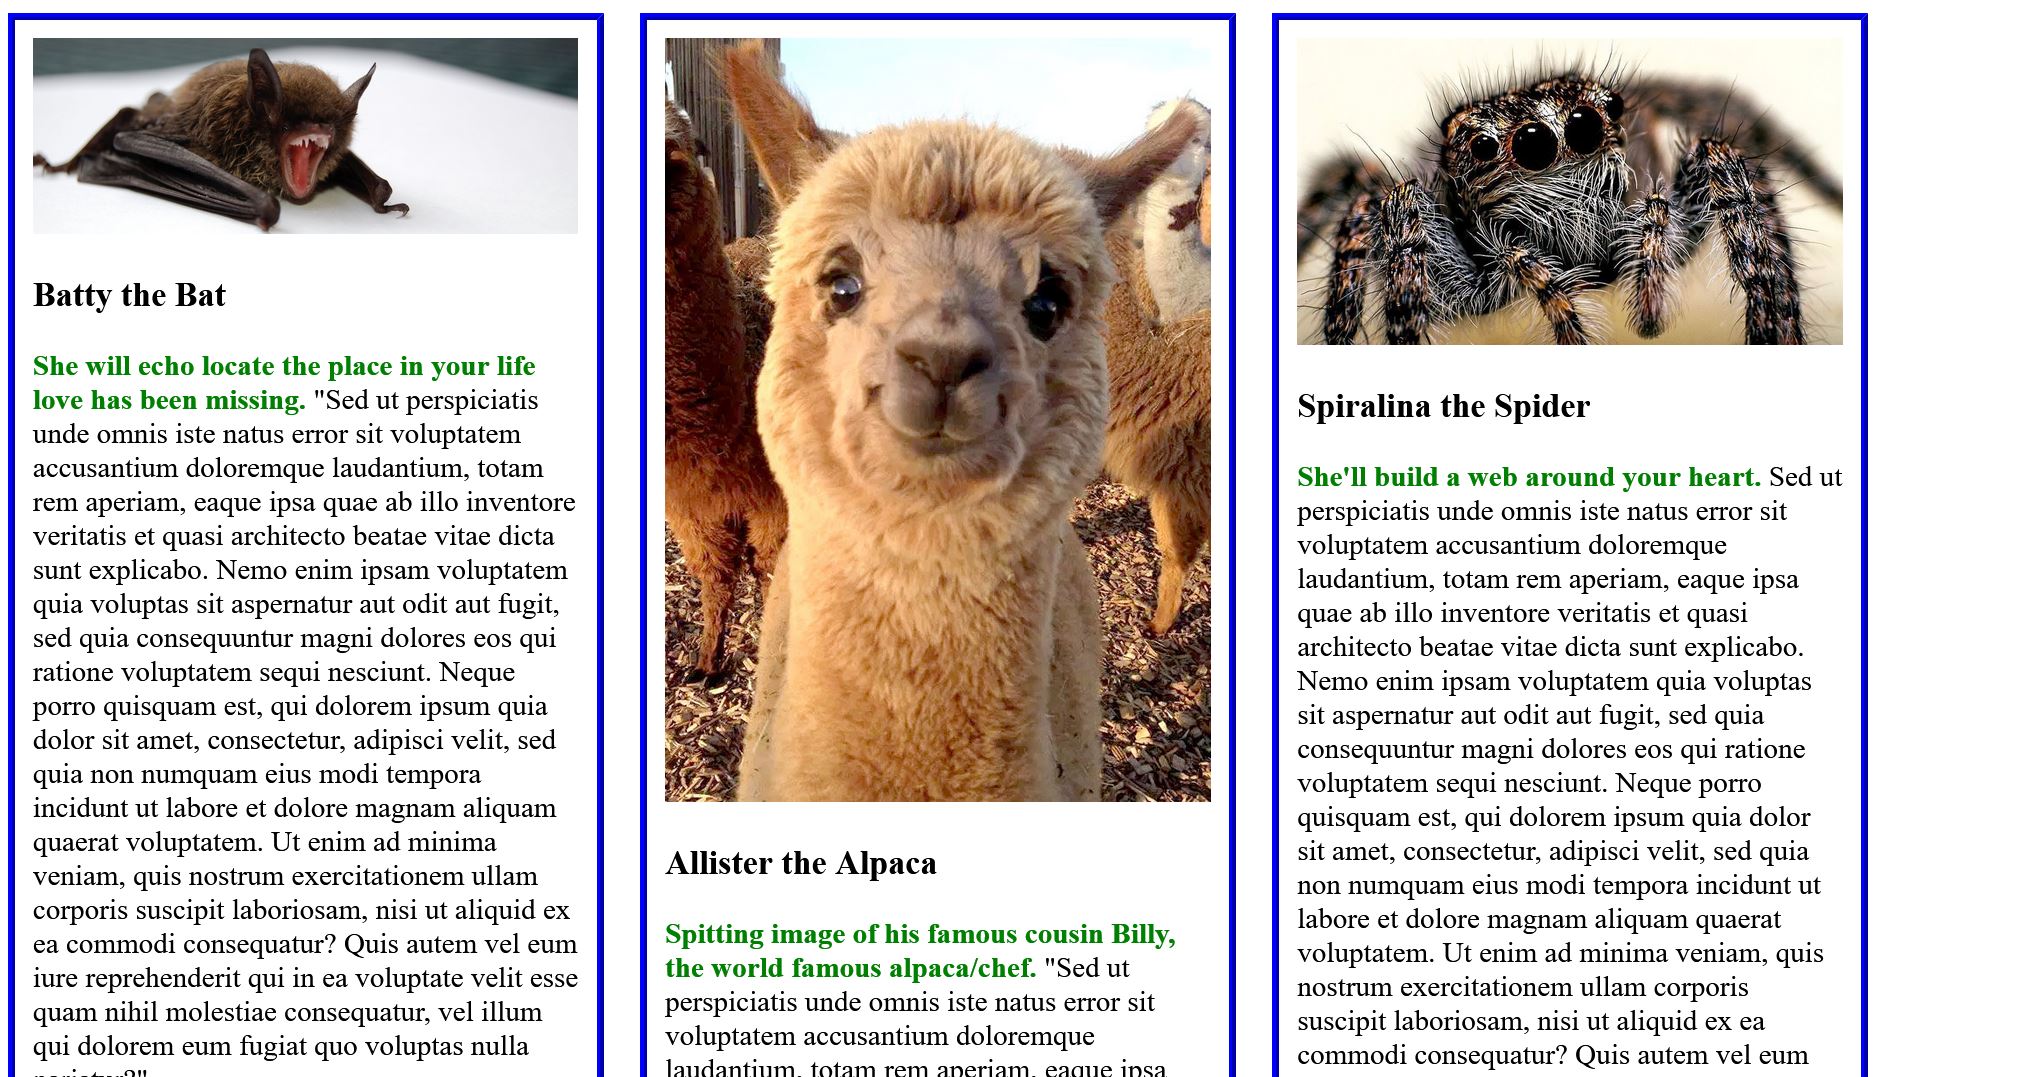 Batty the Bat
She will echo locate the place in your life
love has been missing. "Sed ut perspiciatis
unde omnis iste natus error sit voluptatem
accusantium doloremque laudantium, totam
rem aperiam, eaque ipsa quae ab illo inventore
veritatis et quasi architecto beatae vitae dicta
sunt explicabo. Nemo enim ipsam voluptatem
quia voluptas sit aspernatur aut odit aut fugit,
sed quia consequuntur magni dolores eos qui
ratione voluptatem sequi nesciunt. Neque
porro quisquam est, qui dolorem ipsum quia
dolor sit amet, consectetur, adipisci velit, sed
quia non numquam eius modi tempora
incidunt ut labore et dolore magnam aliquam
quaerat voluptatem. Ut enim ad minima
veniam, quis nostrum exercitationem ullam
corporis suscipit laboriosam, nisi ut aliquid ex
ea commodi consequatur? Quis autem vel eum
iure reprehenderit qui in ea voluptate velit esse
quam nihil molestiae consequatur, vel illum
qui dolorem eum fugiat quo voluptas nulla
Allister the Alpaca
Spitting image of his famous cousin Billy,
the world famous alpaca/chef. "Sed ut
perspiciatis unde omnis iste natus error sit
voluptatem accusantium doloremque
laudantium, totam rem aperiam, eaque ipsa
Spiralina the Spider
She'll build a web around your heart. Sed ut
perspiciatis unde omnis iste natus error sit
voluptatem accusantium doloremque
laudantium, totam rem aperiam, eaque ipsa
quae ab illo inventore veritatis et quasi
architecto beatae vitae dicta sunt explicabo.
Nemo enim ipsam voluptatem quia voluptas
sit aspernatur aut odit aut fugit, sed quia
consequuntur magni dolores eos qui ratione
voluptatem sequi nesciunt. Neque porro
quisquam est, qui dolorem ipsum quia dolor
sit amet, consectetur, adipisci velit, sed quia
non numquam eius modi tempora incidunt ut
labore et dolore magnam aliquam quaerat
voluptatem. Ut enim ad minima veniam, quis
nostrum exercitationem ullam corporis
suscipit laboriosam, nisi ut aliquid ex ea
commodi consequatur? Quis autem vel eum